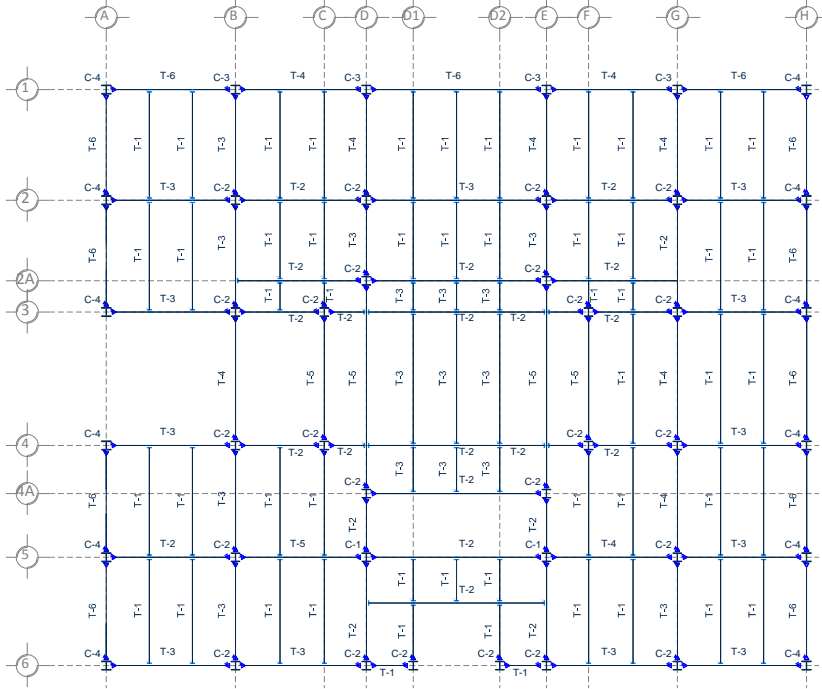 A B C D D1 D2 E F G H
C-4 T-6 C-3 T-4 C-3 T-6 C-3 T-4 C-3 T-6 C-4
1
T-6 T-1 T-1 T-3 T-1 T-1 T-4 T-1 T-1 T-1 T-4 T-1 T-1 T-4 T-1 T-1 T-6
C-4 T-3 C-2 T-2 C-2 T-3 C-2 T-2 C-2 T-3 C-4
2
T-6 T-1 T-1 T-3 T-1 T-1 T-3 T-1 T-1 T-1 T-3 T-1 T-1 T-2 T-1 T-1 T-6
T-2 C-2 T-2 C-2 T-2
2A
T-1 T-1 T-3 T-3 T-3 T-1 T-1
C-4 T-3 C-2 C-2 C-2 C-2 T-3 C-4
3
T-2 T-2 T-2 T-2 T-2
T-4 T-5 T-5 T-3 T-3 T-3 T-5 T-5 T-1 T-4 T-1 T-1 T-6
C-4 T-3 C-2 C-2 C-2 C-2 T-3 C-4
4
T-2 T-2 T-2 T-2 T-2
T-3 T-3 T-3
C-2 C-2
4A
T-6 T-1 T-1 T-3 T-1 T-1 T-1 T-1 T-4 T-1 T-1 T-6
T-2 T-2
C-4 T-2 C-2 T-5 C-1 T-2 C-1 T-4 C-2 T-3 C-4
5
T-1 T-1 T-1
T-2
T-6 T-1 T-1 T-3 T-1 T-1 T-1 T-1 T-3 T-1 T-1 T-6
T-2 T-1 T-1 T-2
C-4 T-3 C-2 T-3 C-2 C-2 C-2 C-2 T-3 C-2 T-3 C-4
6
T-1 T-1